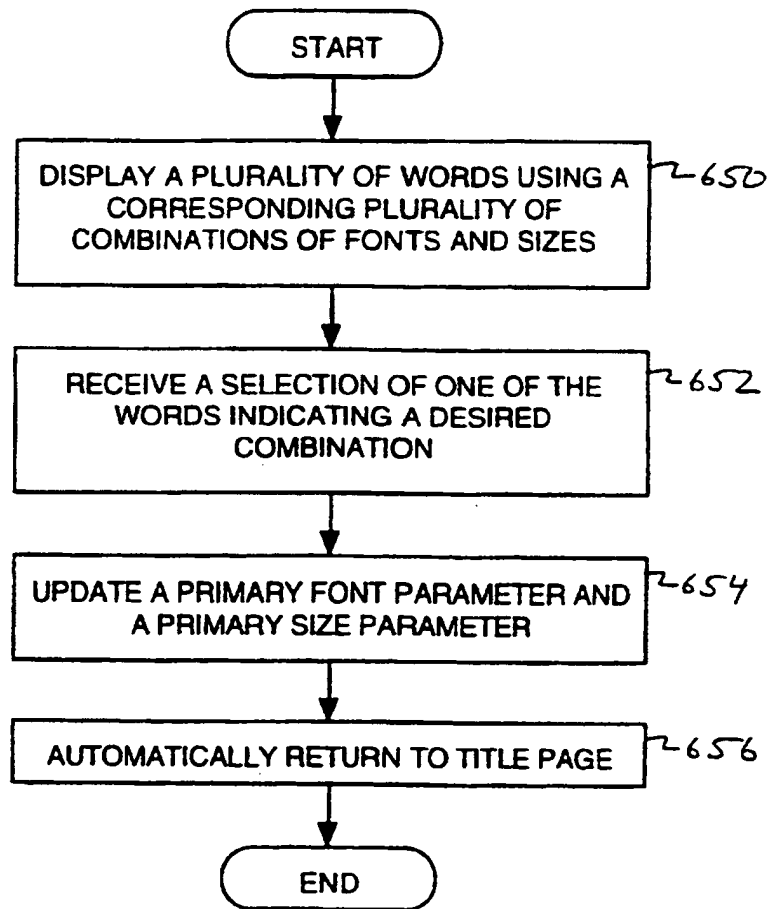 START
DISPLAY A PLURALITY OF WORDS USING A
CORRESPONDING PLURALITY OF
COMBINATIONS OF FONTS AND SIZES
650
RECEIVE A SELECTION OF ONE OF THE
WORDS INDICATING A DESIRED
COMBINATION
652
UPDATE A PRIMARY FONT PARAMETER AND
A PRIMARY SIZE PARAMETER
654
AUTOMATICALLY RETURN TO TITLE PAGE
656
END